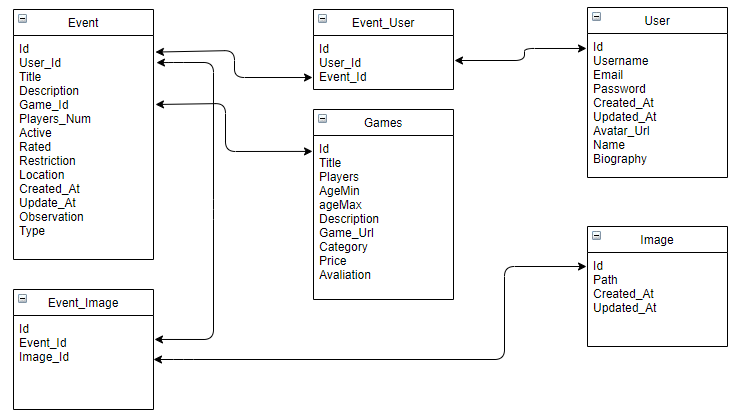 Event
Id
User_Id
Title
Description
Game_Id
Players_Num
Active
Rated
Restriction
Location
Created_At
Update_At
Observation
Type
Event_User
Id
User_Id
Event_Id
User
Id
Username
Email
Password
Created_At
Updated_At
Avatar_Url
Name
Biography
Games
Id
Title
Players
AgeMin
ageMax
Description
Game_Url
Category
Price
Avaliation
Image
Id
Path
Created_At
Updated_At
Event_Image
Id
Event_Id
Image_Id